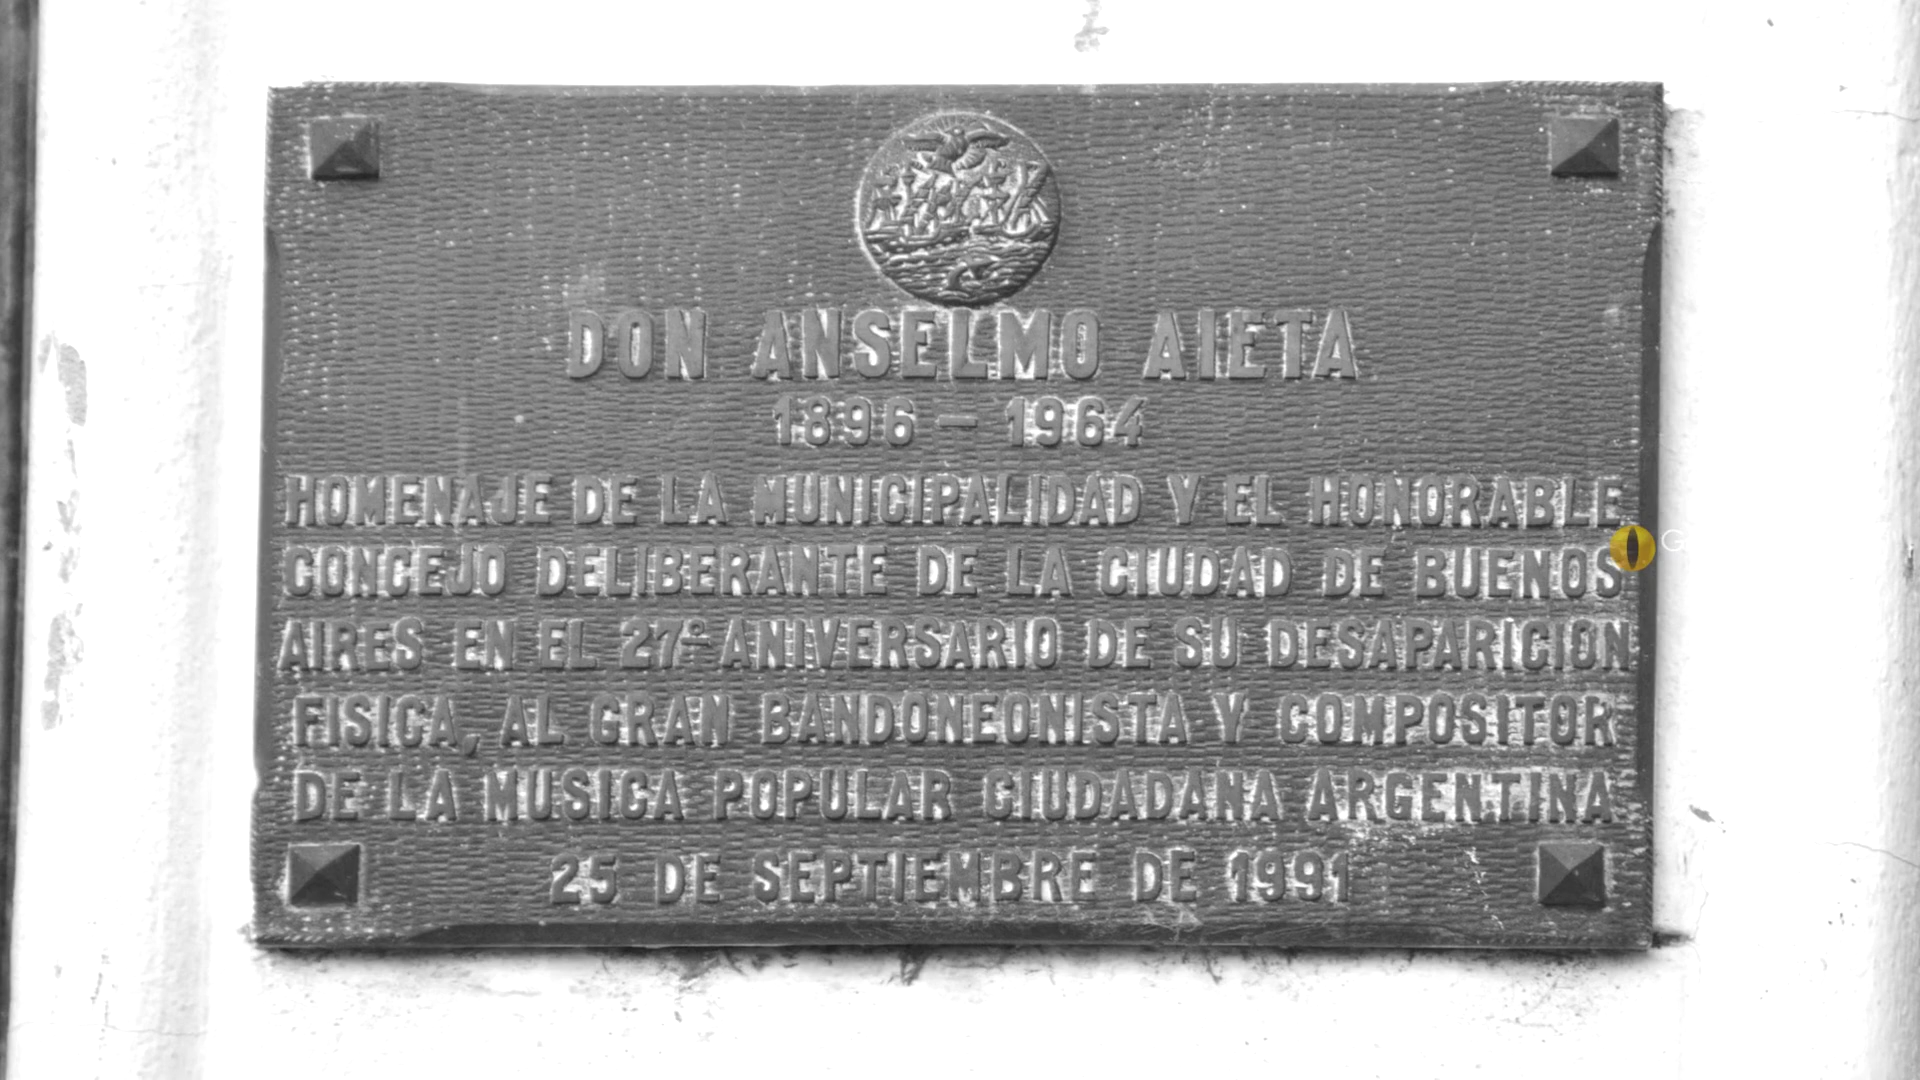 DON ANSELMO AIETA
1896 - 1964
HOMENAJE DE LA MUNICIPALIDAD Y EL HONORABLE
CONCEJO DELIBERANTE DE LA CIUDAD DE BUENOS
AIRES EN EL 27º ANIVERSARIO DE SU DESAPARICION
FISICA, AL GRAN BANDONEONISTA Y COMPOSITOR
DE LA MUSICA POPULAR CIUDADANA ARGENTINA
25 DE SEPTIEMBRE DE 1991